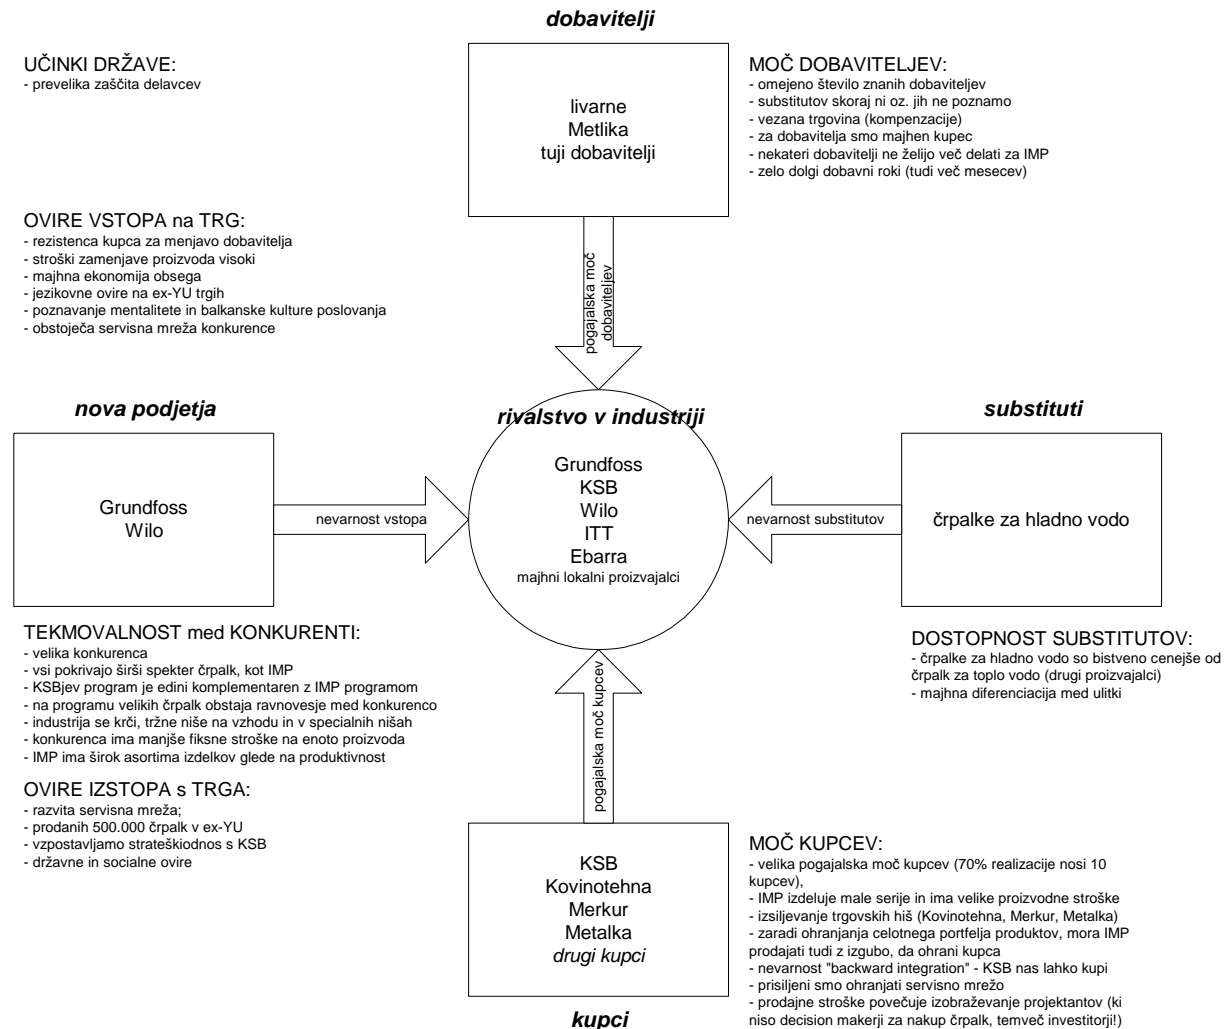 dobavitelji
UČINKI DRŽAVE:
- prevelika zaščita delavcev
livarne
Metlika
tuji dobavitelji
MOČ DOBAVITELJEV:
- omejeno število znanih dobaviteljev
- substitutov skoraj ni oz. jih ne poznamo
- vezana trgovina (kompenzacije)
- za dobavitelja smo majhen kupec
- nekateri dobavitelji ne želijo več delati za IMP
- zelo dolgi dobavni roki (tudi več mesecev)
OVIRE VSTOPA na TRG:
- rezistenca kupca za menjavo dobavitelja
- stroški zamenjave proizvoda visoki
- majhna ekonomija obsega
- jezikovne ovire na ex-YU trgih
- poznavanje mentalitete in balkanske kulture poslovanja
- obstoječa servisna mreža konkurence
pogajalska moč
dobaviteljev
nova podjetja
Grundfoss
Wilo
nevarnost vstopa
rivalstvo v industriji
Grundfoss
KSB
Wilo
ITT
Ebarra
majhni lokalni proizvajalci
nevarnost substitutov
substituti
črpalke za hladno vodo
TEKMOVALNOST med KONKURENTI:
- velika konkurenca
- vsi pokrivajo širši spekter črpalk, kot IMP
- KSBjev program je edini komplementaren z IMP programom
- na programu velikih črpalk obstaja ravnovesje med konkurenco
- industrija se krči, tržne niše na vzhodu in v specialnih nišah
- konkurenca ima manjše fiksne stroške na enoto proizvoda
- IMP ima širok asortima izdelkov glede na produktivnost
DOSTOPNOST SUBSTITUTOV:
- črpalke za hladno vodo so bistveno cenejše od
črpalk za toplo vodo (drugi proizvajalci)
- majhna diferenciacija med ulitki
OVIRE IZSTOPA s TRGA:
- razvita servisna mreža;
- prodanih 500.000 črpalk v ex-YU
- vzpostavljamo strateškiodnos s KSB
- državne in socialne ovire
pogajalska moč kupcev
KSB
Kovinotehna
Merkur
Metalka
drugi kupci
kupci
MOČ KUPCEV:
- velika pogajalska moč kupcev (70% realizacije nosi 10
kupcev),
- IMP izdeluje male serije in ima velike proizvodne stroške
- izsiljevanje trgovskih hiš (Kovinotehna, Merkur, Metalka)
- zaradi ohranjanja celotnega portfelja produktov, mora IMP
prodajati tudi z izgubo, da ohrani kupca
- nevarnost "backward integration" - KSB nas lahko kupi
- prisiljeni smo ohranjati servisno mrežo
- prodajne stroške povečuje izobraževanje projektantov (ki
niso decision makerji za nakup črpalk, temveč investitorji!)